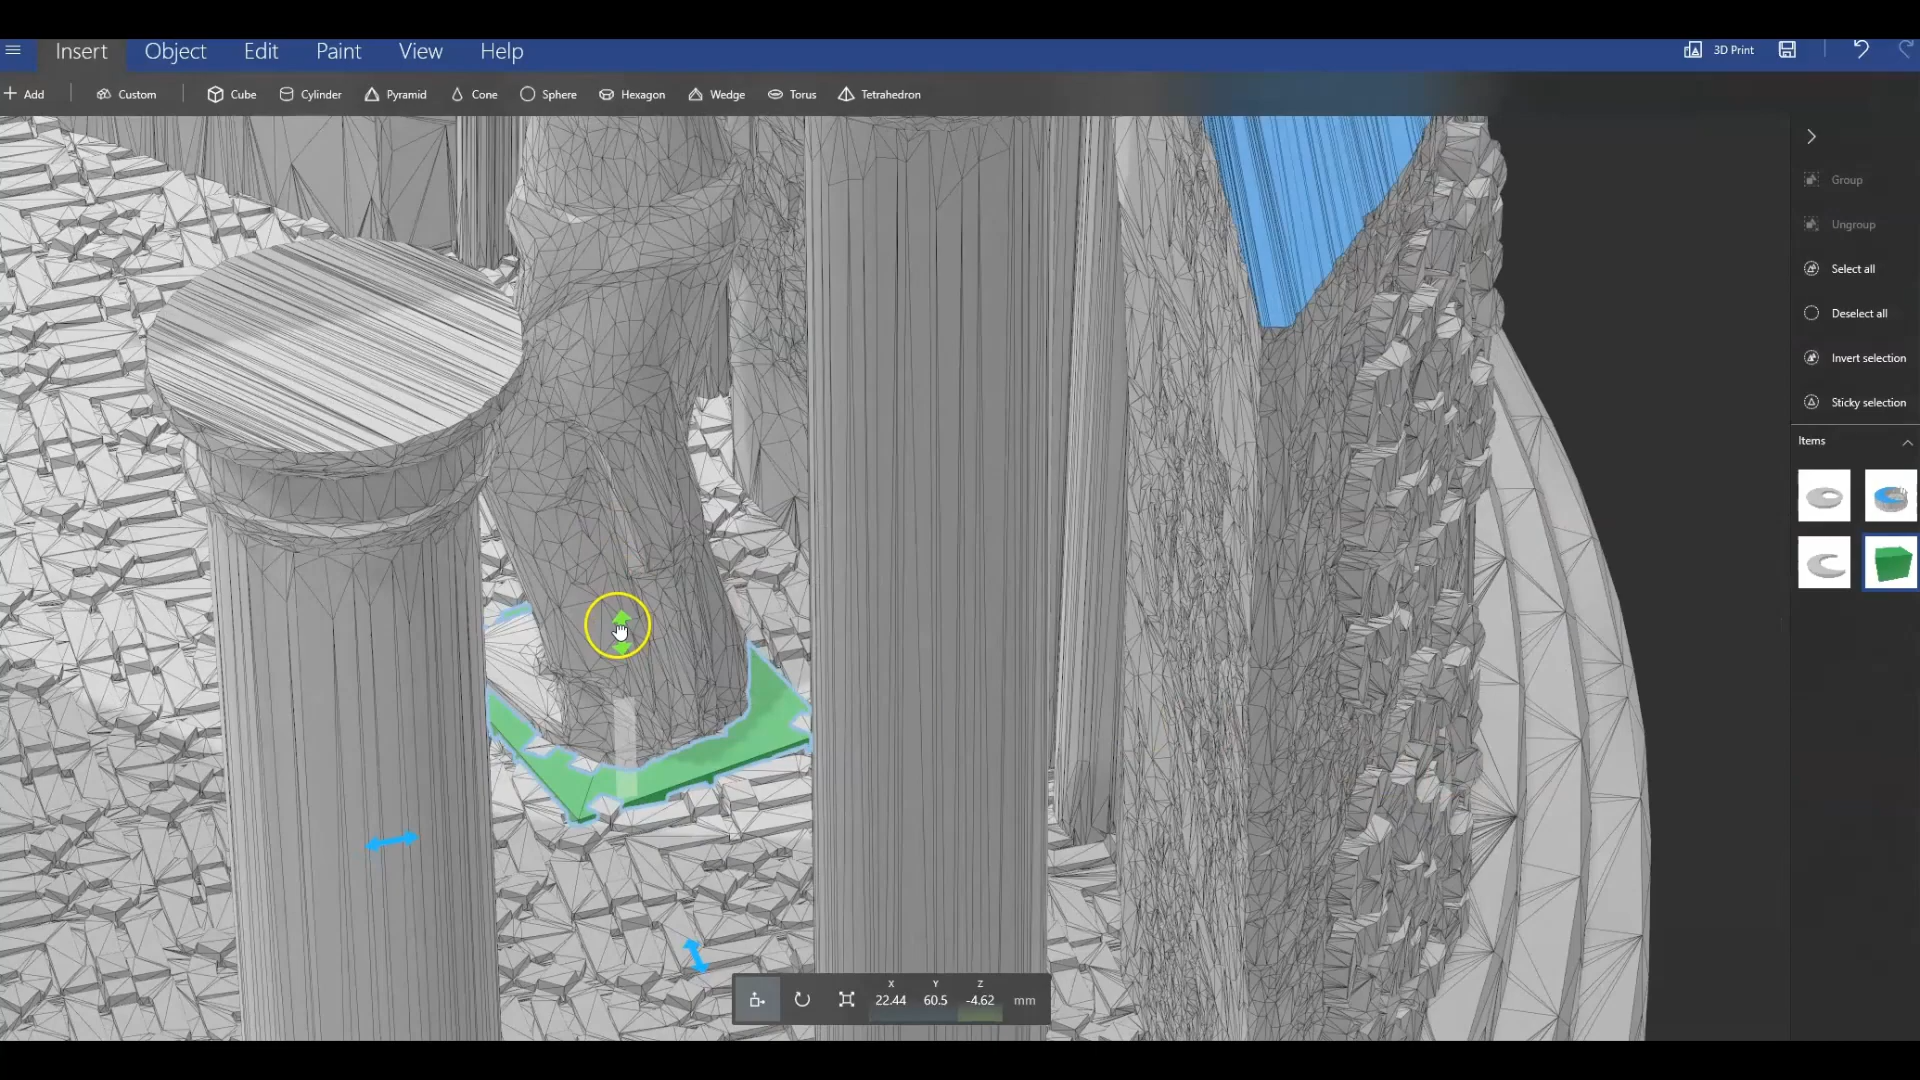 Insert Object Edit Paint View Help 3D Print
Add Custom Cube Cylinder Pyramid Cone Sphere Hexagon Wedge Torus Tetrahedron
Group
Ungroup
Select all
Deselect all
Invert selection
Sticky selection
Items
X Y Z
22.44 60.5 -4.62 mm